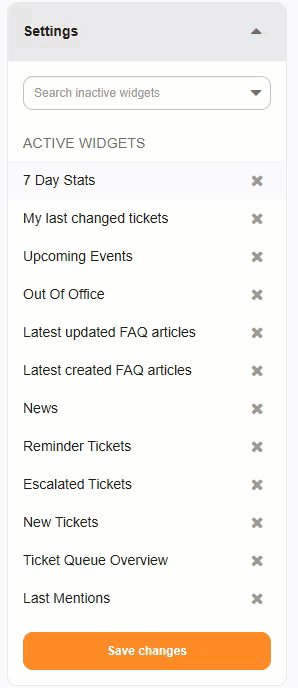 Settings
Search inactive widgets
ACTIVE WIDGETS
7 Day Stats
My last changed tickets
Upcoming Events
Out Of Office
Latest updated FAQ articles
Latest created FAQ articles
News
Reminder Tickets
Escalated Tickets
New Tickets
Ticket Queue Overview
Last Mentions
Save changes